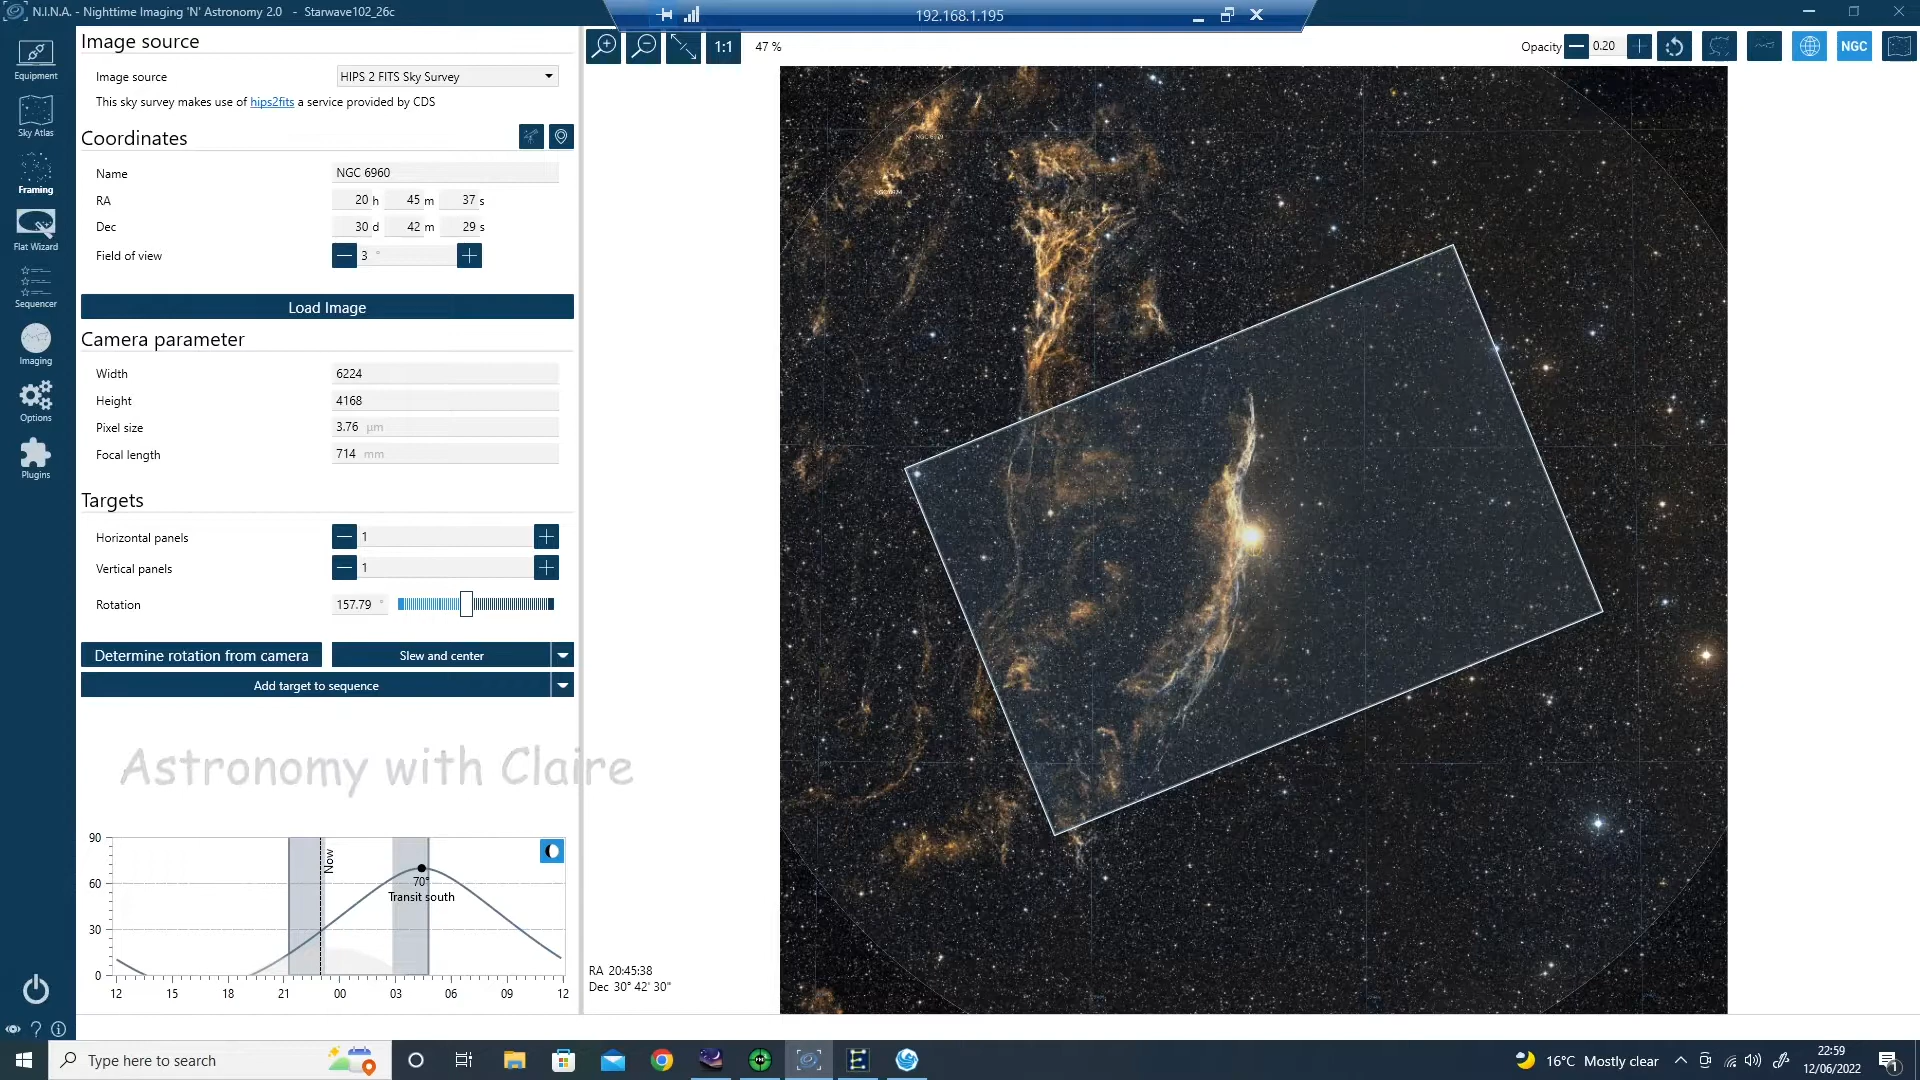 N.I.N.A. - Nighttime Imaging 'N' Astronomy 2.0 - Starwave102_26c
192.168.1.195
Equipment
Sky Atlas
Framing
Flat Wizard
Sequencer
Imaging
Options
Plugins
Image source
Image source HIPS 2 FITS Sky Survey
This sky survey makes use of hips2fits a service provided by CDS
Coordinates
Name NGC 6960
RA 20 h 45 m 37 s
Dec 30 d 42 m 29 s
Field of view 3 °
Load Image
Camera parameter
Width 6224
Height 4168
Pixel size 3.76 µm
Focal length 714 mm
Targets
Horizontal panels 1
Vertical panels 1
Rotation 157.79 °
Determine rotation from camera Slew and center
Add target to sequence
Astronomy with Claire
90
60
30
0
Now
70°
Transit south
12 15 18 21 00 03 06 09 12
1:1 47 %
Opacity 0.20 NGC
RA 20:45:38
Dec 30° 42' 30"
Type here to search
16°C Mostly clear
22:59
12/06/2022
1